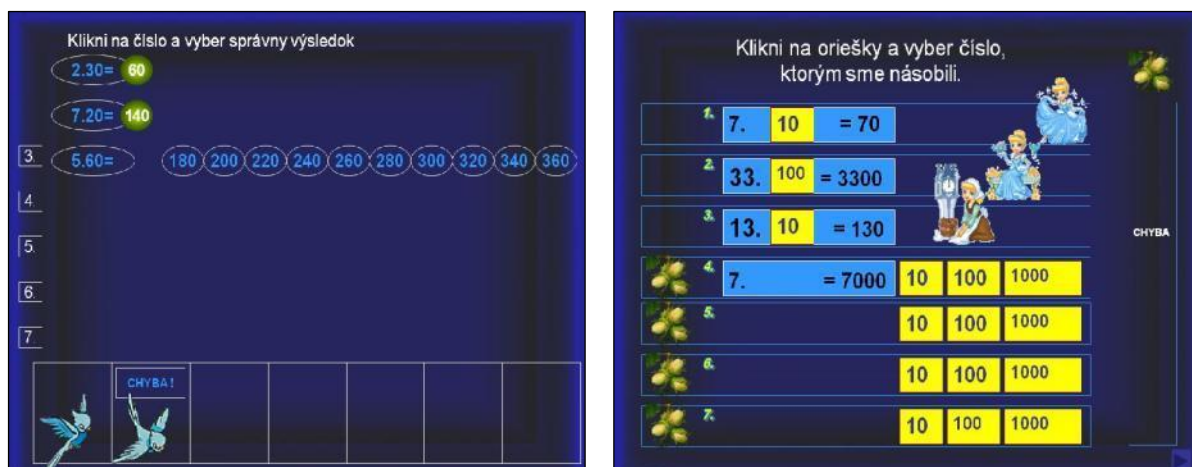 Klikni na číslo a vyber správny výsledok
2.30= 60
7.20= 140
3. 5.60= 180 200 220 240 260 280 300 320 340 360
4.
5.
6.
7.
CHYBA!
Klikni na oriešky a vyber číslo,
ktorým sme násobili.
1. 7. 10 = 70
2. 33. 100 = 3300
3. 13. 10 = 130
CHYBA
4. 7. = 7000 10 100 1000
5. 10 100 1000
6. 10 100 1000
7. 10 100 1000